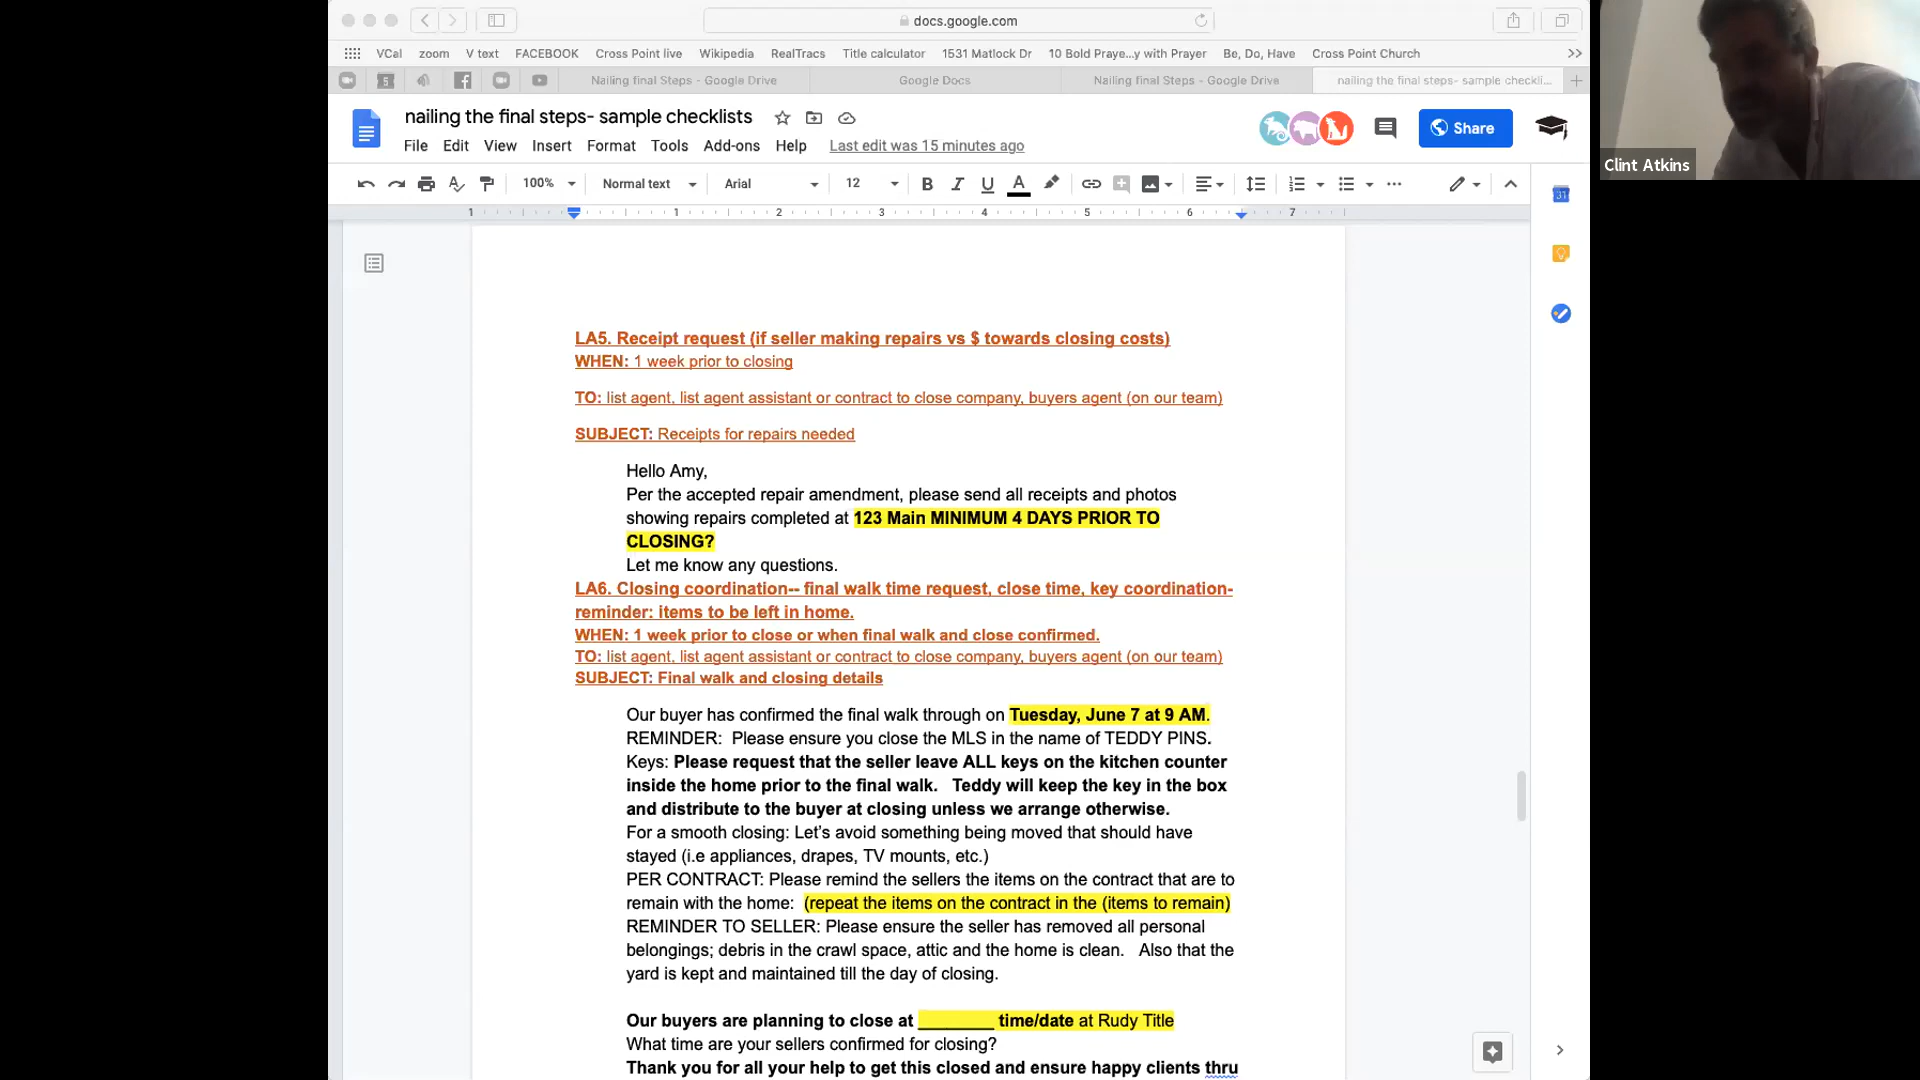 docs.google.com
VCal zoom V text FACEBOOK Cross Point live Wikipedia RealTracs Title calculator 1531 Matlock Dr 10 Bold Praye...y with Prayer Be, Do, Have Cross Point Church >>
5 Nailing final Steps - Google Drive Google Docs Nailing final Steps - Google Drive nailing the final steps- sample checkli...
nailing the final steps- sample checklists
Share
File Edit View Insert Format Tools Add-ons Help Last edit was 15 minutes ago
Clint Atkins
100% Normal text Arial 12 B I U A
31
1 1 2 3 4 5 6 7
LA5. Receipt request (if seller making repairs vs $ towards closing costs)
WHEN: 1 week prior to closing
TO: list agent, list agent assistant or contract to close company, buyers agent (on our team)
SUBJECT: Receipts for repairs needed
Hello Amy,
Per the accepted repair amendment, please send all receipts and photos
showing repairs completed at 123 Main MINIMUM 4 DAYS PRIOR TO
CLOSING?
Let me know any questions.
LA6. Closing coordination-- final walk time request, close time, key coordination-
reminder: items to be left in home.
WHEN: 1 week prior to close or when final walk and close confirmed.
TO: list agent, list agent assistant or contract to close company, buyers agent (on our team)
SUBJECT: Final walk and closing details
Our buyer has confirmed the final walk through on Tuesday, June 7 at 9 AM.
REMINDER: Please ensure you close the MLS in the name of TEDDY PINS.
Keys: Please request that the seller leave ALL keys on the kitchen counter
inside the home prior to the final walk. Teddy will keep the key in the box
and distribute to the buyer at closing unless we arrange otherwise.
For a smooth closing: Let's avoid something being moved that should have
stayed (i.e appliances, drapes, TV mounts, etc.)
PER CONTRACT: Please remind the sellers the items on the contract that are to
remain with the home: (repeat the items on the contract in the (items to remain)
REMINDER TO SELLER: Please ensure the seller has removed all personal
belongings; debris in the crawl space, attic and the home is clean. Also that the
yard is kept and maintained till the day of closing.
Our buyers are planning to close at ________ time/date at Rudy Title
What time are your sellers confirmed for closing?
Thank you for all your help to get this closed and ensure happy clients thru